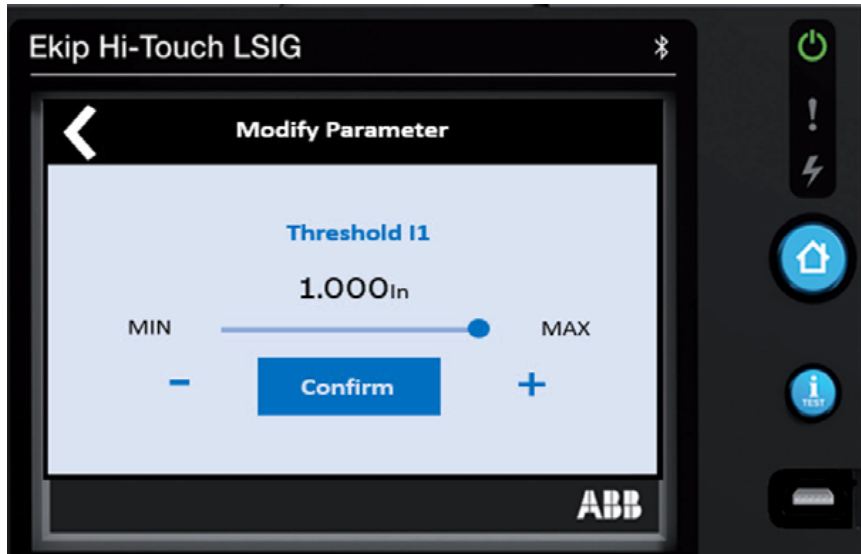 Ekip Hi-Touch LSIG
Modify Parameter
Threshold I1
1.000In
MIN MAX
- Confirm +
ABB
i
TEST